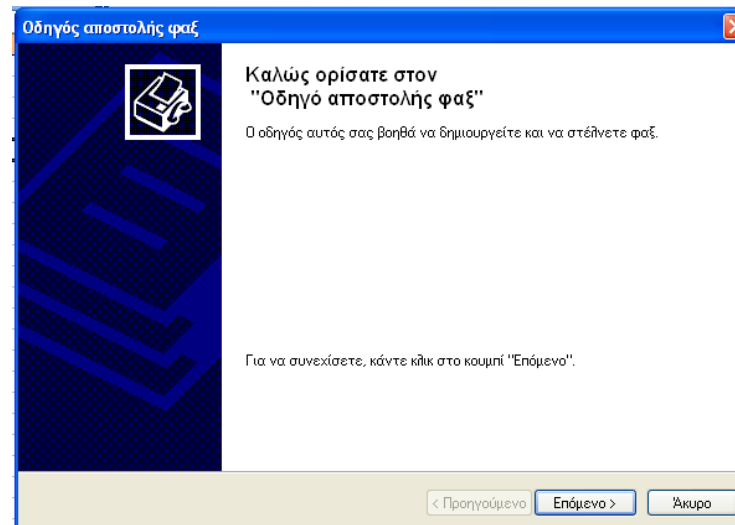 Οδηγός αποστολής φαξ
Καλώς ορίσατε στον
"Οδηγό αποστολής φαξ"
Ο οδηγός αυτός σας βοηθά να δημιουργείτε και να στέλνετε φαξ.
Για να συνεχίσετε, κάντε κλικ στο κουμπί "Επόμενο".
< Προηγούμενο
Επόμενο >
Άκυρο